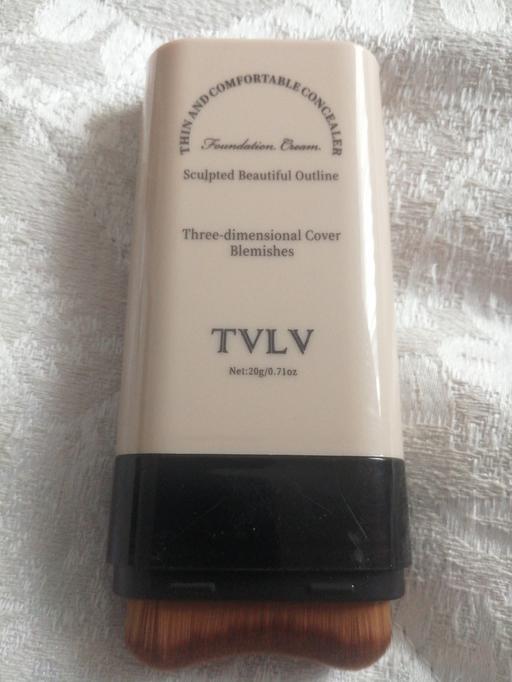 THIN AND COMFORTABLE CONCEALER
Foundation. Cream.
Sculpted Beautiful Outline
Three-dimensional Cover
Blemishes
TVLV
Net:20g/0.71oz